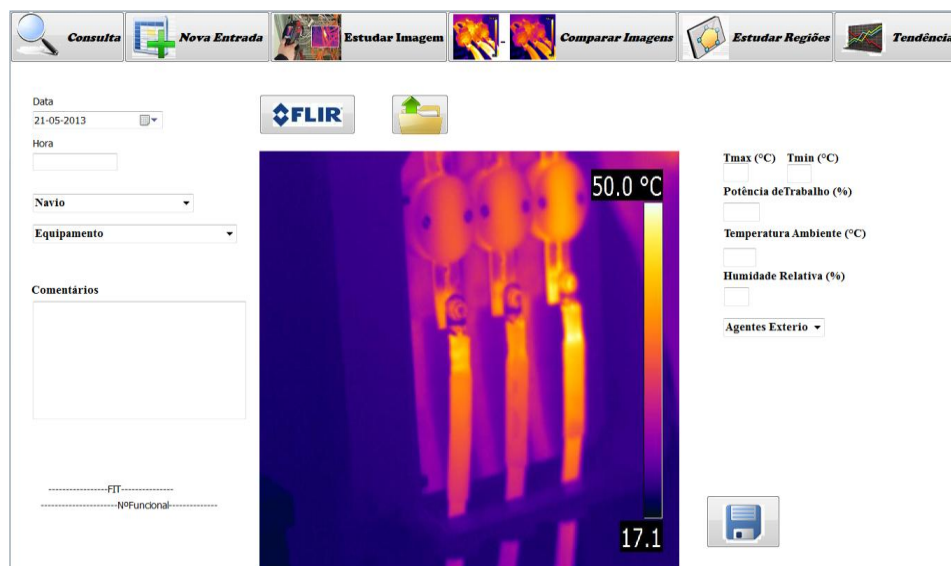 Consulta
Nova Entrada
Estudar Imagem
Comparar Imagens
Estudar Regiões
Tendência
Data
21-05-2013
Hora
Navio
Equipamento
Comentários
-----------------FIT---------------
----------------------NºFuncional--------------
FLIR
50.0 °C
17.1
Tmax (°C) Tmin (°C)
Potência deTrabalho (%)
Temperatura Ambiente (°C)
Humidade Relativa (%)
Agentes Exterio